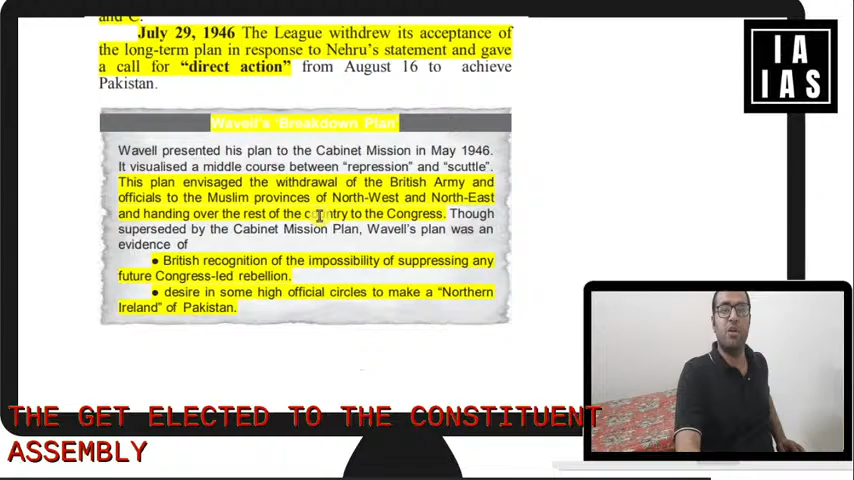 and C.
July 29, 1946 The League withdrew its acceptance of
the long-term plan in response to Nehru's statement and gave
a call for “direct action” from August 16 to achieve
Pakistan.
Wavell's ‘Breakdown Plan’
Wavell presented his plan to the Cabinet Mission in May 1946.
It visualised a middle course between “repression” and “scuttle”.
This plan envisaged the withdrawal of the British Army and
officials to the Muslim provinces of North-West and North-East
and handing over the rest of the country to the Congress. Though
superseded by the Cabinet Mission Plan, Wavell's plan was an
evidence of
● British recognition of the impossibility of suppressing any
future Congress-led rebellion.
● desire in some high official circles to make a “Northern
Ireland” of Pakistan.
IA
IAS
THE GET ELECTED TO THE CONSTITUENT
ASSEMBLY